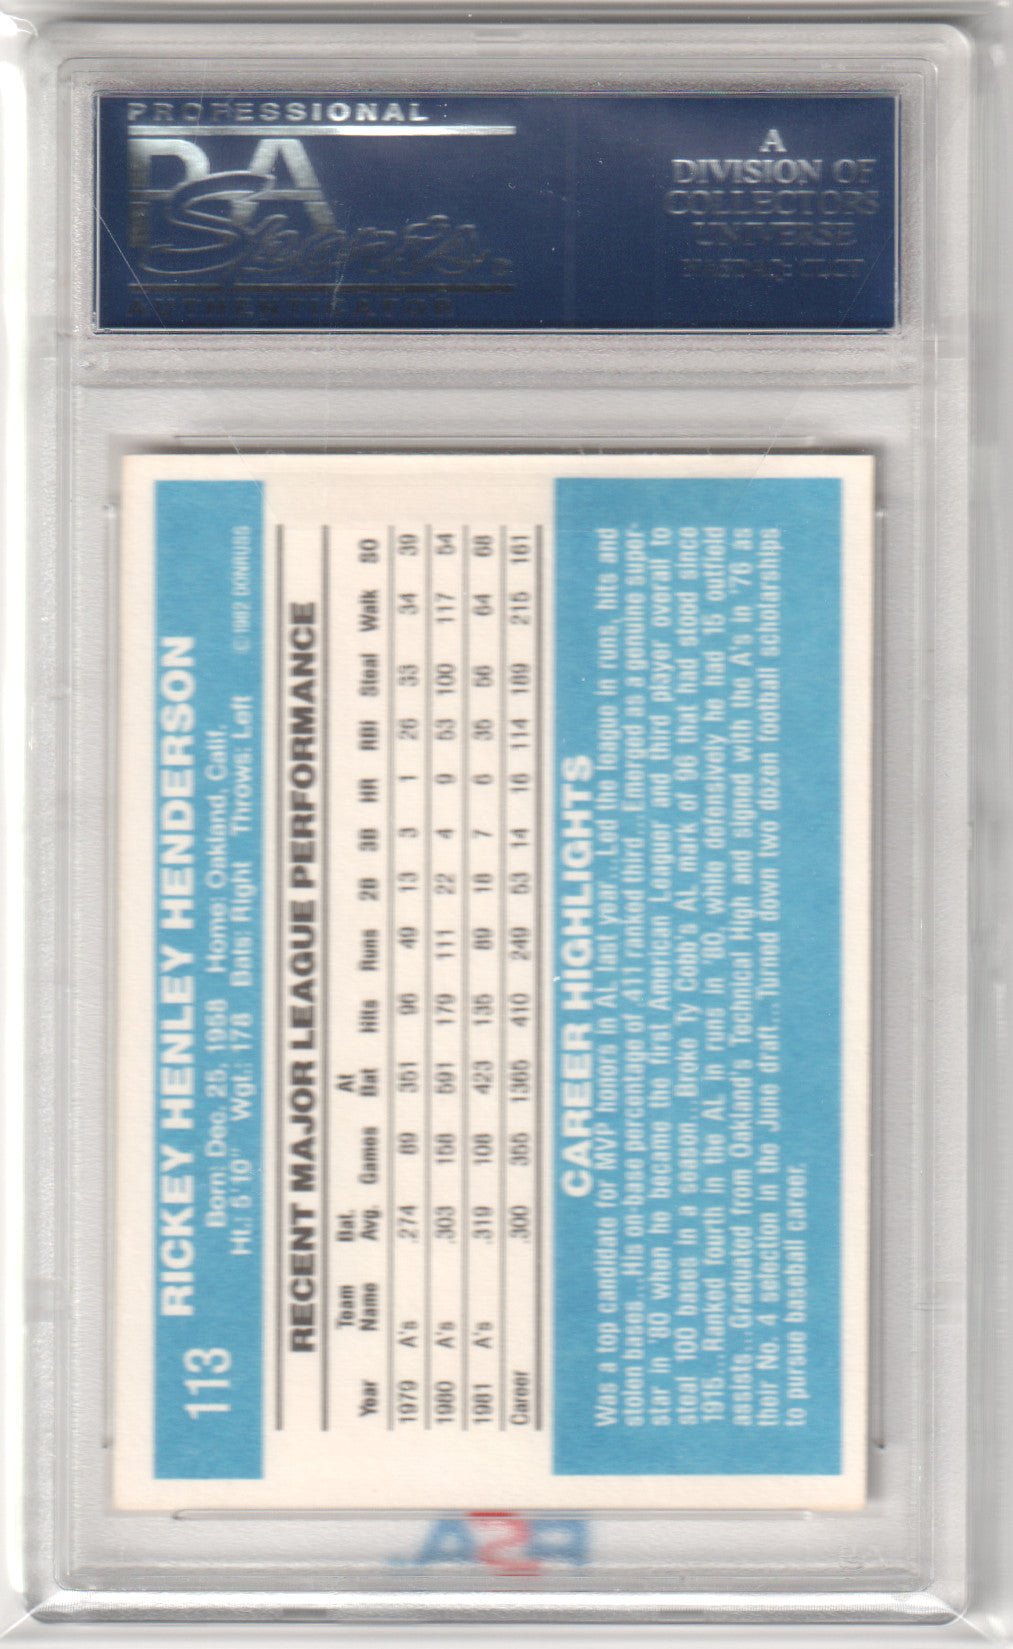 PROFESSIONAL
PSA
Sports
AUTHENTICATOR
A
DIVISION OF
COLLECTORS
UNIVERSE
NASDAQ: CLCT
113 RICKEY HENLEY HENDERSON
Born: Dec. 25, 1958 Home: Oakland, Calif.
Ht.: 5'10" Wgt.: 178 Bats: Right Throws: Left © 1982 DONRUSS
RECENT MAJOR LEAGUE PERFORMANCE
Year Team Name Bat. Avg. Games At Bat Hits Runs 2B 3B HR RBI Steal Walk SO
1979 A's .274 89 351 96 49 13 3 1 26 33 34 39
1980 A's .303 158 591 179 111 22 4 9 53 100 117 54
1981 A's .319 108 423 135 89 18 7 6 35 56 64 68
Career .300 355 1365 410 249 53 14 16 114 189 215 161
CAREER HIGHLIGHTS
Was a top candidate for MVP honors in AL last year...Led the league in runs, hits and
stolen bases...His on-base percentage of .411 ranked third...Emerged as a genuine super-
star in '80 when he became the first American Leaguer and third player overall to
steal 100 bases in a season...Broke Ty Cobb's AL mark of 96 that had stood since
1915...Ranked fourth in the AL in runs in '80, while defensively he had 15 outfield
assists...Graduated from Oakland's Technical High and signed with the A's in '76 as
their No. 4 selection in the June draft...Turned down two dozen football scholarships
to pursue baseball career.
PSA